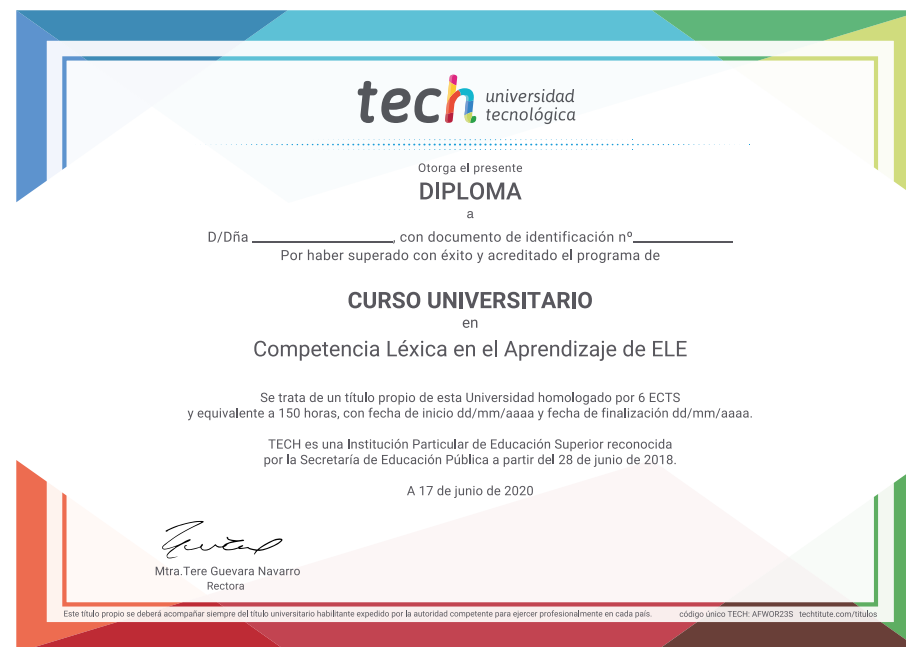 tech universidad
tecnológica
Otorga el presente
DIPLOMA
a
D/Dña ____________________, con documento de identificación nº______________
Por haber superado con éxito y acreditado el programa de
CURSO UNIVERSITARIO
en
Competencia Léxica en el Aprendizaje de ELE
Se trata de un título propio de esta Universidad homologado por 6 ECTS
y equivalente a 150 horas, con fecha de inicio dd/mm/aaaa y fecha de finalización dd/mm/aaaa.
TECH es una Institución Particular de Educación Superior reconocida
por la Secretaría de Educación Pública a partir del 28 de junio de 2018.
A 17 de junio de 2020
Mtra.Tere Guevara Navarro
Rectora
Este título propio se deberá acompañar siempre del título universitario habilitante expedido por la autoridad competente para ejercer profesionalmente en cada país. código único TECH: AFWOR23S techtitute.com/titulos